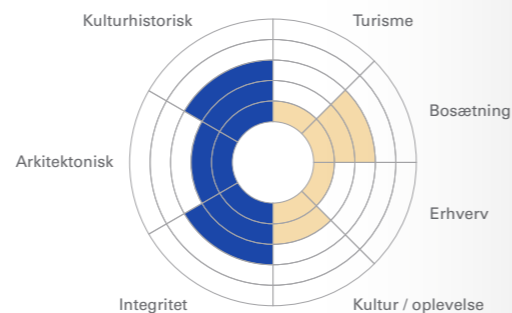 Kulturhistorisk
Turisme
Bosætning
Arkitektonisk
Erhverv
Integritet
Kultur / oplevelse